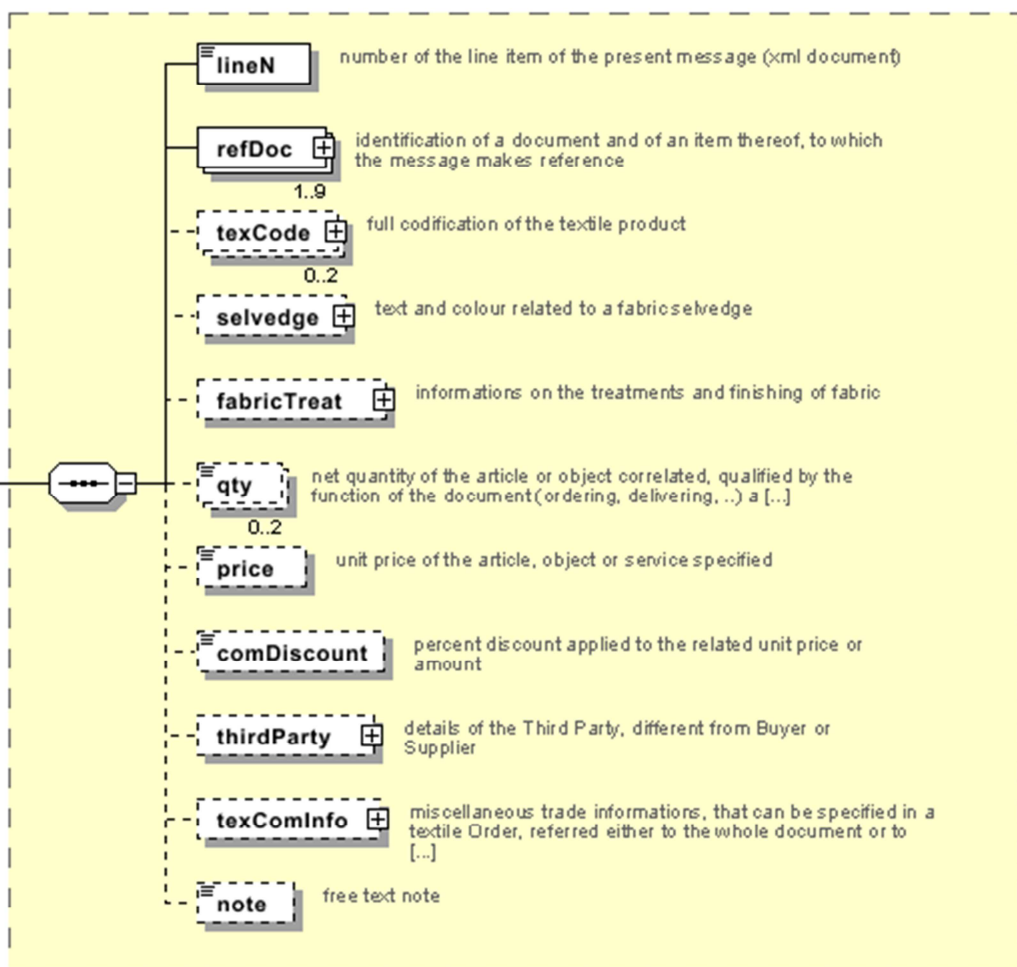 lineN
number of the line item of the present message (xml document)
refDoc
identification of a document and of an item thereof, to which
the message makes reference
1..9
texCode
full codification of the textile product
0..2
selvedge
text and colour related to a fabric selvedge
fabricTreat
informations on the treatments and finishing of fabric
qty
net quantity of the article or object correlated, qualified by the
function of the document (ordering, delivering, ..) a [...]
0..2
price
unit price of the article, object or service specified
comDiscount
percent discount applied to the related unit price or
amount
thirdParty
details of the Third Party, different from Buyer or
Supplier
texComInfo
miscellaneous trade informations, that can be specified in a
textile Order, referred either to the whole document or to
[...]
note
free text note